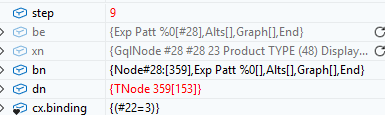 step 9
be {Exp Patt %0[#28],Alts[],Graph[],End}
xn {GqlNode #28 #28 23 Product TYPE (48) Display...
bn {Node#28:[359],Exp Patt %0[],Alts[],Graph[],End}
dn {TNode 359[153]}
cx.binding {(#22=3)}